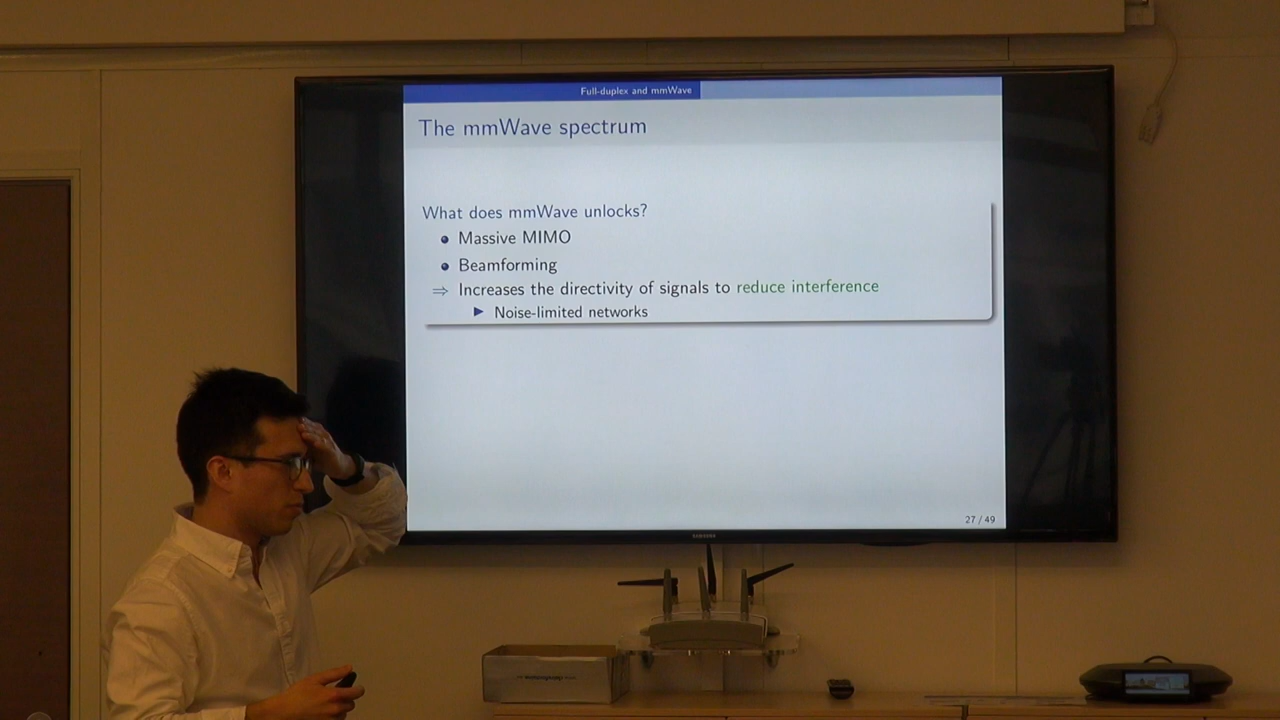 Full-duplex and mmWave
The mmWave spectrum
What does mmWave unlocks?
Massive MIMO
Beamforming
⇒ Increases the directivity of signals to reduce interference
Noise-limited networks
27 / 49
SAMSUNG